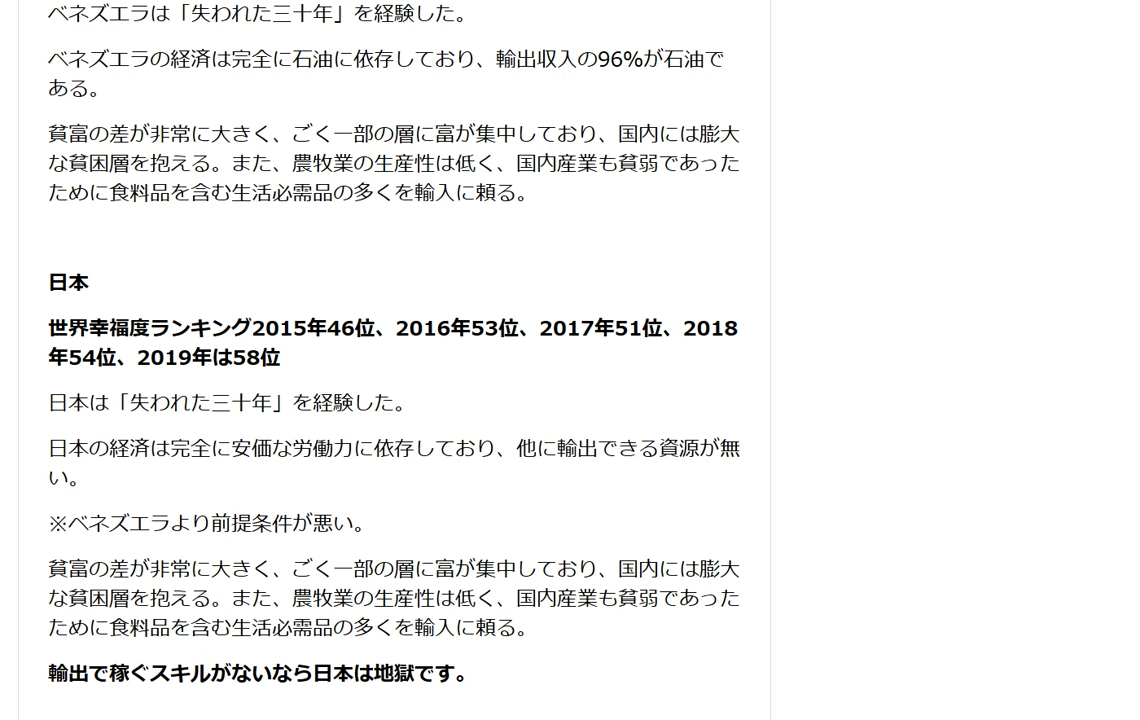 ベネズエラは「失われた三十年」を経験した。
ベネズエラの経済は完全に石油に依存しており、輸出収入の96%が石油で
ある。
貧富の差が非常に大きく、ごく一部の層に富が集中しており、国内には膨大
な貧困層を抱える。また、農牧業の生産性は低く、国内産業も貧弱であった
ために食料品を含む生活必需品の多くを輸入に頼る。
日本
世界幸福度ランキング2015年46位、2016年53位、2017年51位、2018
年54位、2019年は58位
日本は「失われた三十年」を経験した。
日本の経済は完全に安価な労働力に依存しており、他に輸出できる資源が無
い。
※ベネズエラより前提条件が悪い。
貧富の差が非常に大きく、ごく一部の層に富が集中しており、国内には膨大
な貧困層を抱える。また、農牧業の生産性は低く、国内産業も貧弱であった
ために食料品を含む生活必需品の多くを輸入に頼る。
輸出で稼ぐスキルがないなら日本は地獄です。